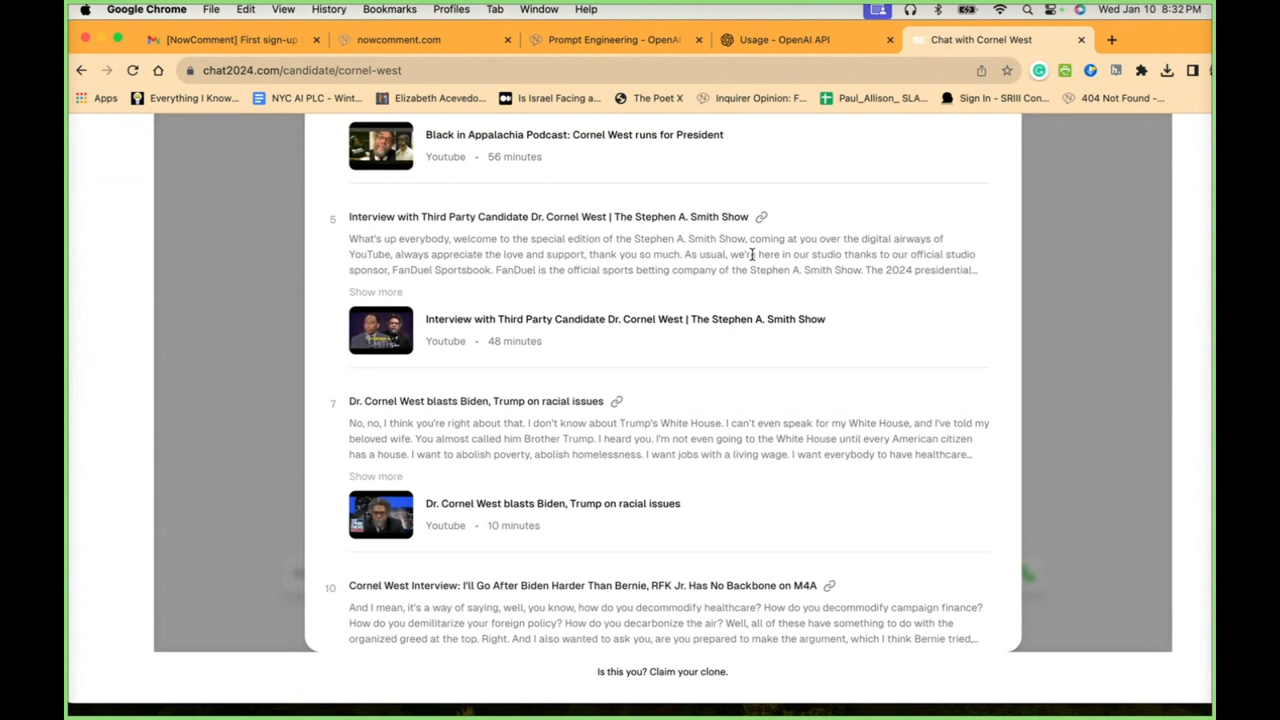 Google Chrome File Edit View History Bookmarks Profiles Tab Window Help Wed Jan 10 8:32 PM
[NowComment] First sign-up nowcomment.com Prompt Engineering - OpenAI Usage - OpenAI API Chat with Cornel West
chat2024.com/candidate/cornel-west
Apps Everything I Know... NYC AI PLC - Wint... Elizabeth Acevedo... Is Israel Facing a... The Poet X Inquirer Opinion: F... Paul_Allison_ SLA... Sign In - SRIII Con... 404 Not Found -...
Black in Appalachia Podcast: Cornel West runs for President
Youtube • 56 minutes
5 Interview with Third Party Candidate Dr. Cornel West | The Stephen A. Smith Show
What's up everybody, welcome to the special edition of the Stephen A. Smith Show, coming at you over the digital airways of
YouTube, always appreciate the love and support, thank you so much. As usual, we're here in our studio thanks to our official studio
sponsor, FanDuel Sportsbook. FanDuel is the official sports betting company of the Stephen A. Smith Show. The 2024 presidential...
Show more
Interview with Third Party Candidate Dr. Cornel West | The Stephen A. Smith Show
Youtube • 48 minutes
7 Dr. Cornel West blasts Biden, Trump on racial issues
No, no, I think you're right about that. I don't know about Trump's White House. I can't even speak for my White House, and I've told my
beloved wife. You almost called him Brother Trump. I heard you. I'm not even going to the White House until every American citizen
has a house. I want to abolish poverty, abolish homelessness. I want jobs with a living wage. I want everybody to have healthcare...
Show more
Dr. Cornel West blasts Biden, Trump on racial issues
Youtube • 10 minutes
10 Cornel West Interview: I'll Go After Biden Harder Than Bernie, RFK Jr. Has No Backbone on M4A
And I mean, it's a way of saying, well, you know, how do you decommodify healthcare? How do you decommodify campaign finance?
How do you demilitarize your foreign policy? How do you decarbonize the air? Well, all of these have something to do with the
organized greed at the top. Right. And I also wanted to ask you, are you prepared to make the argument, which I think Bernie tried,...
Is this you? Claim your clone.